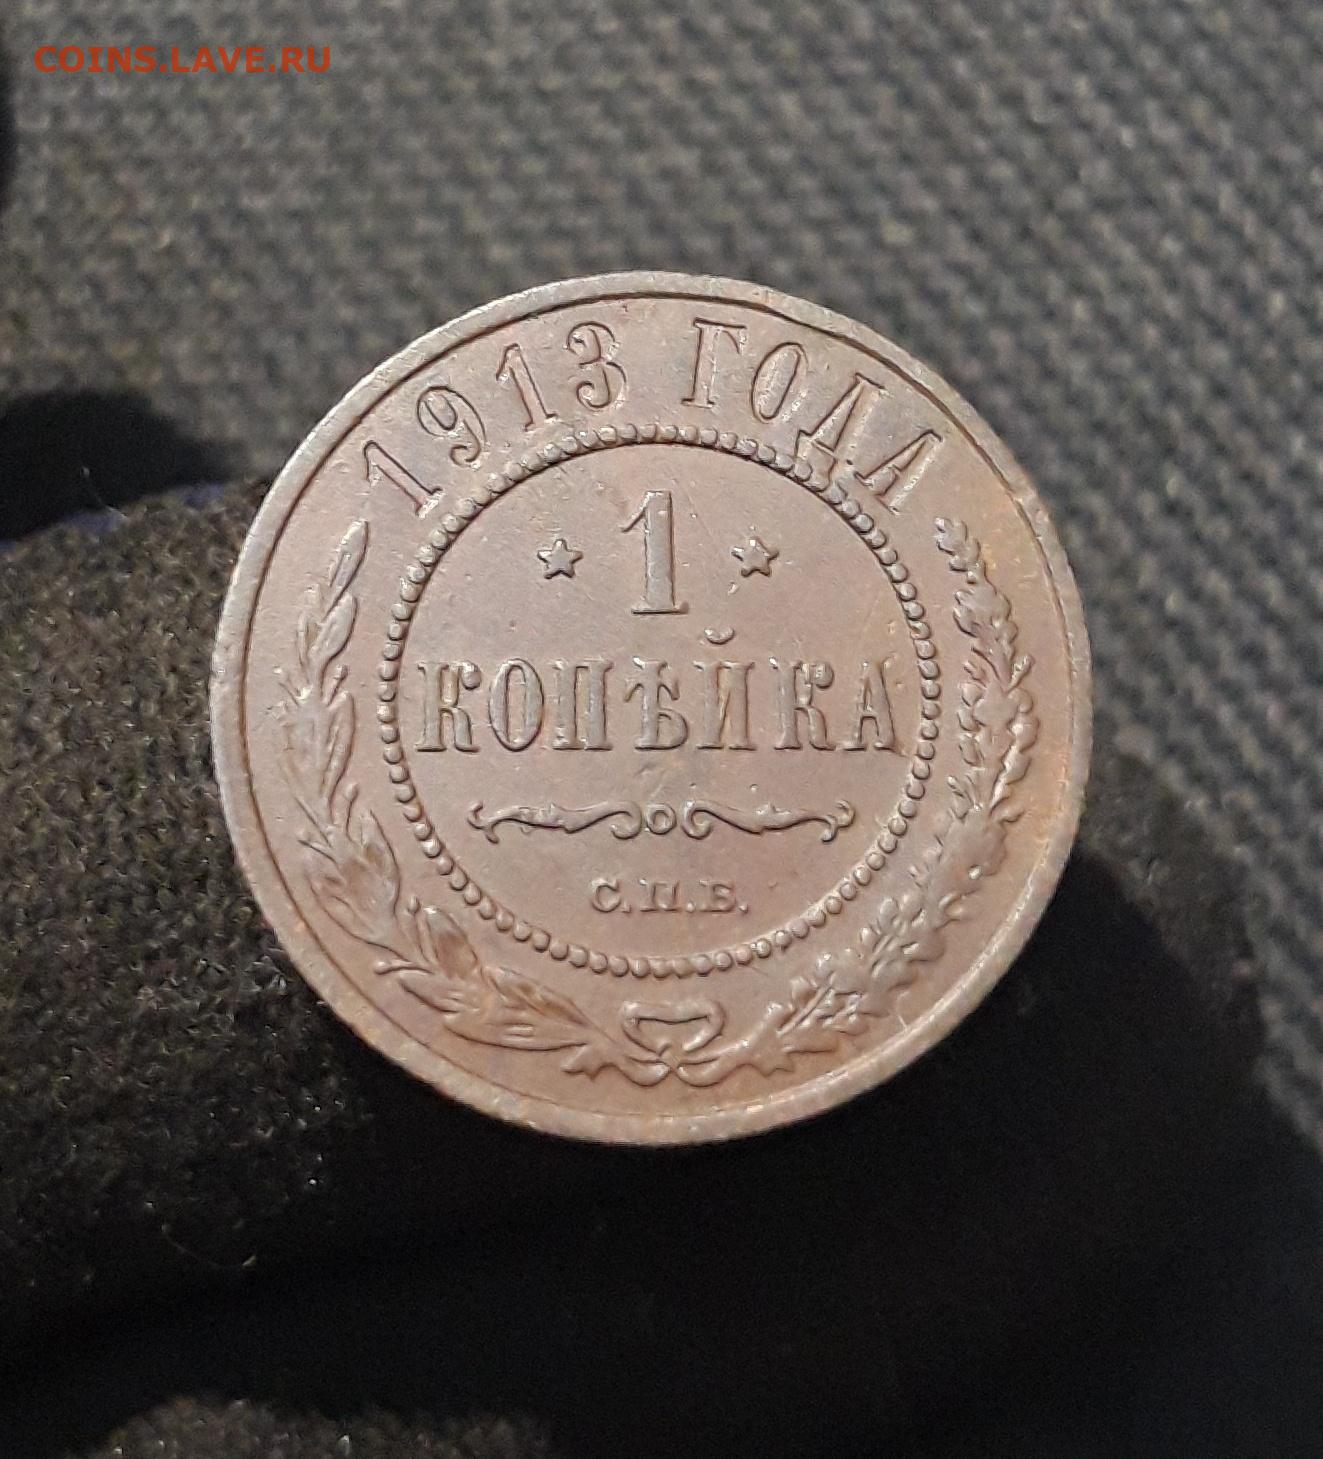 COINS.LAVE.RU
1913 ГОДА
1
КОПѢЙКА
С.П.Б.